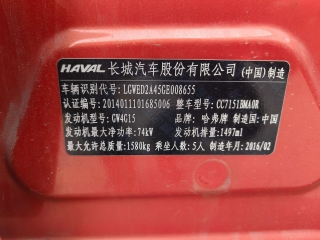 HAVAL 长城汽车股份有限公司 (中国) 制造
车辆识别代号: LGWED2A45GE008655
认证编号: 2014011101685006 整车型号: CC7151BMA0R
发动机型号: GW4G15 品牌: 哈弗牌 制造国: 中国
发动机最大净功率: 74kW 发动机排量: 1497ml
最大允许总质量: 1580kg 乘坐人数: 5人 制造年月: 2016/02